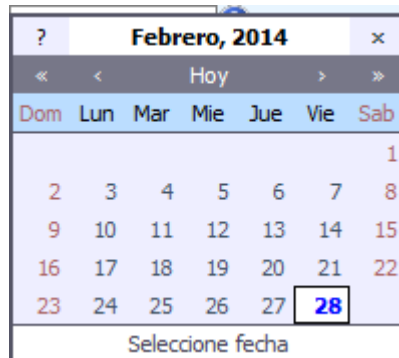 ? Febrero, 2014 ×
« ‹ Hoy › »
Dom Lun Mar Mie Jue Vie Sab
1
2 3 4 5 6 7 8
9 10 11 12 13 14 15
16 17 18 19 20 21 22
23 24 25 26 27 28
Seleccione fecha